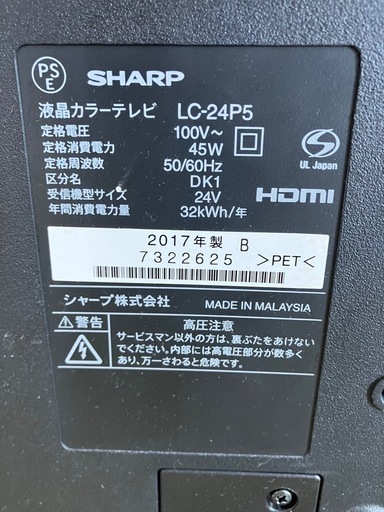 PS
E
SHARP
液晶カラーテレビ LC-24P5
定格電圧 100V~
定格消費電力 45W
定格周波数 50/60Hz
区分名 DK1
受信機型サイズ 24V
年間消費電力量 32kWh/年
S
UL Japan
HDMI
2017年製 B
7322625 >PET<
シャープ株式会社 MADE IN MALAYSIA
警告
高圧注意
サービスマン以外の方は、裏ぶたをあけない
でください。内部には高電圧部分が数多く
あり、万一さわると危険です。